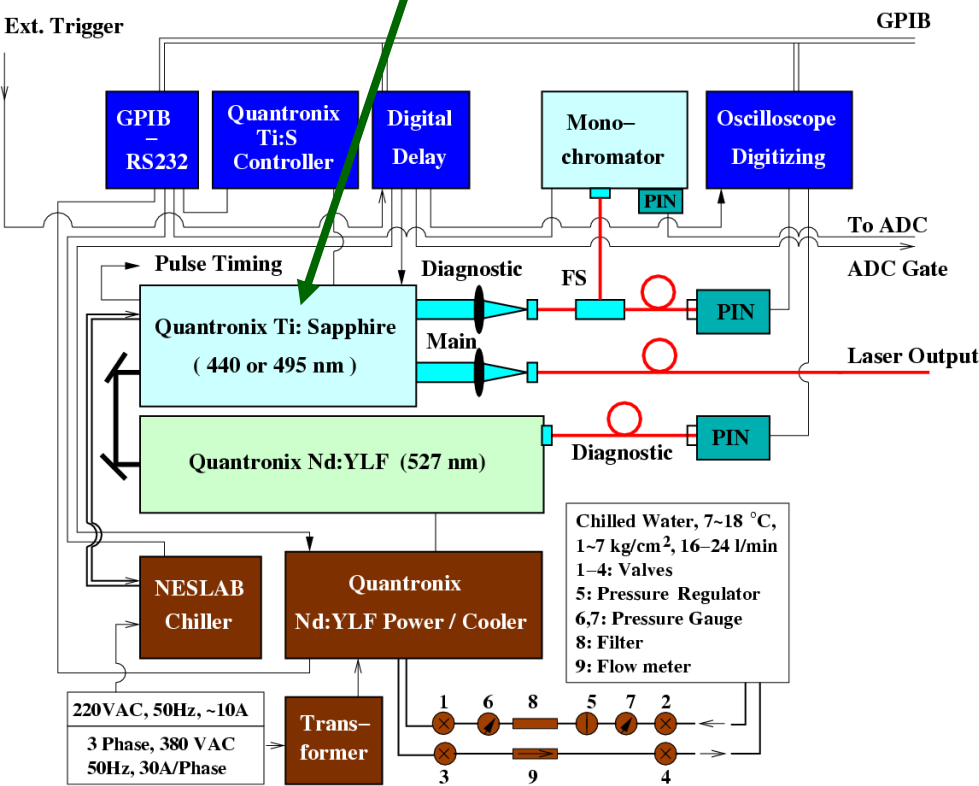 Ext. Trigger
GPIB
GPIB
–
RS232
Quantronix
Ti:S
Controller
Digital
Delay
Mono–
chromator
Oscilloscope
Digitizing
PIN
To ADC
ADC Gate
Pulse Timing
Diagnostic
FS
PIN
Quantronix Ti: Sapphire
( 440 or 495 nm )
Main
Laser Output
Quantronix Nd:YLF (527 nm)
Diagnostic
PIN
Chilled Water, 7~18 °C,
1~7 kg/cm², 16–24 l/min
1–4: Valves
5: Pressure Regulator
6,7: Pressure Gauge
8: Filter
9: Flow meter
NESLAB
Chiller
Quantronix
Nd:YLF Power / Cooler
220VAC, 50Hz, ~10A
3 Phase, 380 VAC
50Hz, 30A/Phase
Trans–
former
1 6 8 5 7 2
3 9 4